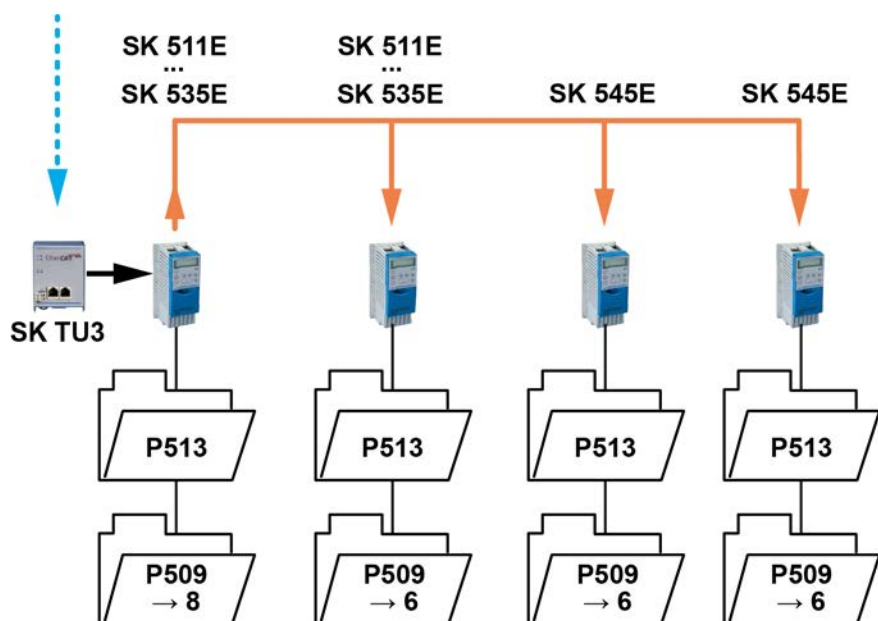 SK 511E
...
SK 535E
SK 511E
...
SK 535E
SK 545E
SK 545E
EtherCAT
SK TU3
P513
P513
P513
P513
P509
→ 8
P509
→ 6
P509
→ 6
P509
→ 6